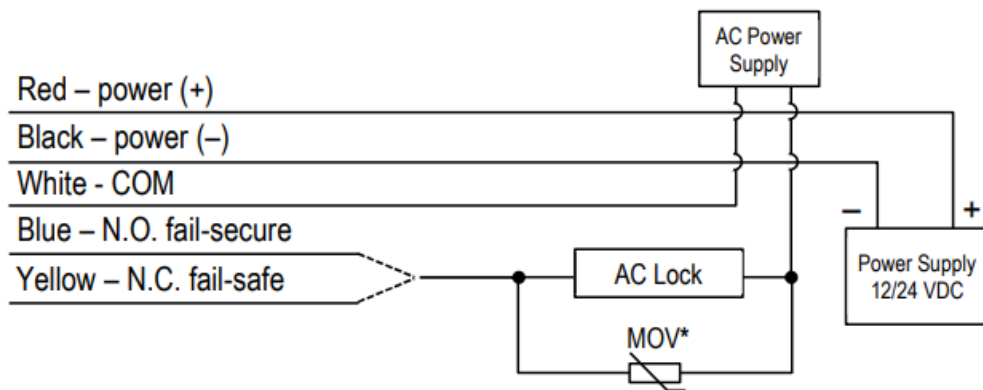 AC Power
Supply
Red – power (+)
Black – power (–)
White - COM
Blue – N.O. fail-secure
Yellow – N.C. fail-safe
AC Lock
MOV*
– +
Power Supply
12/24 VDC